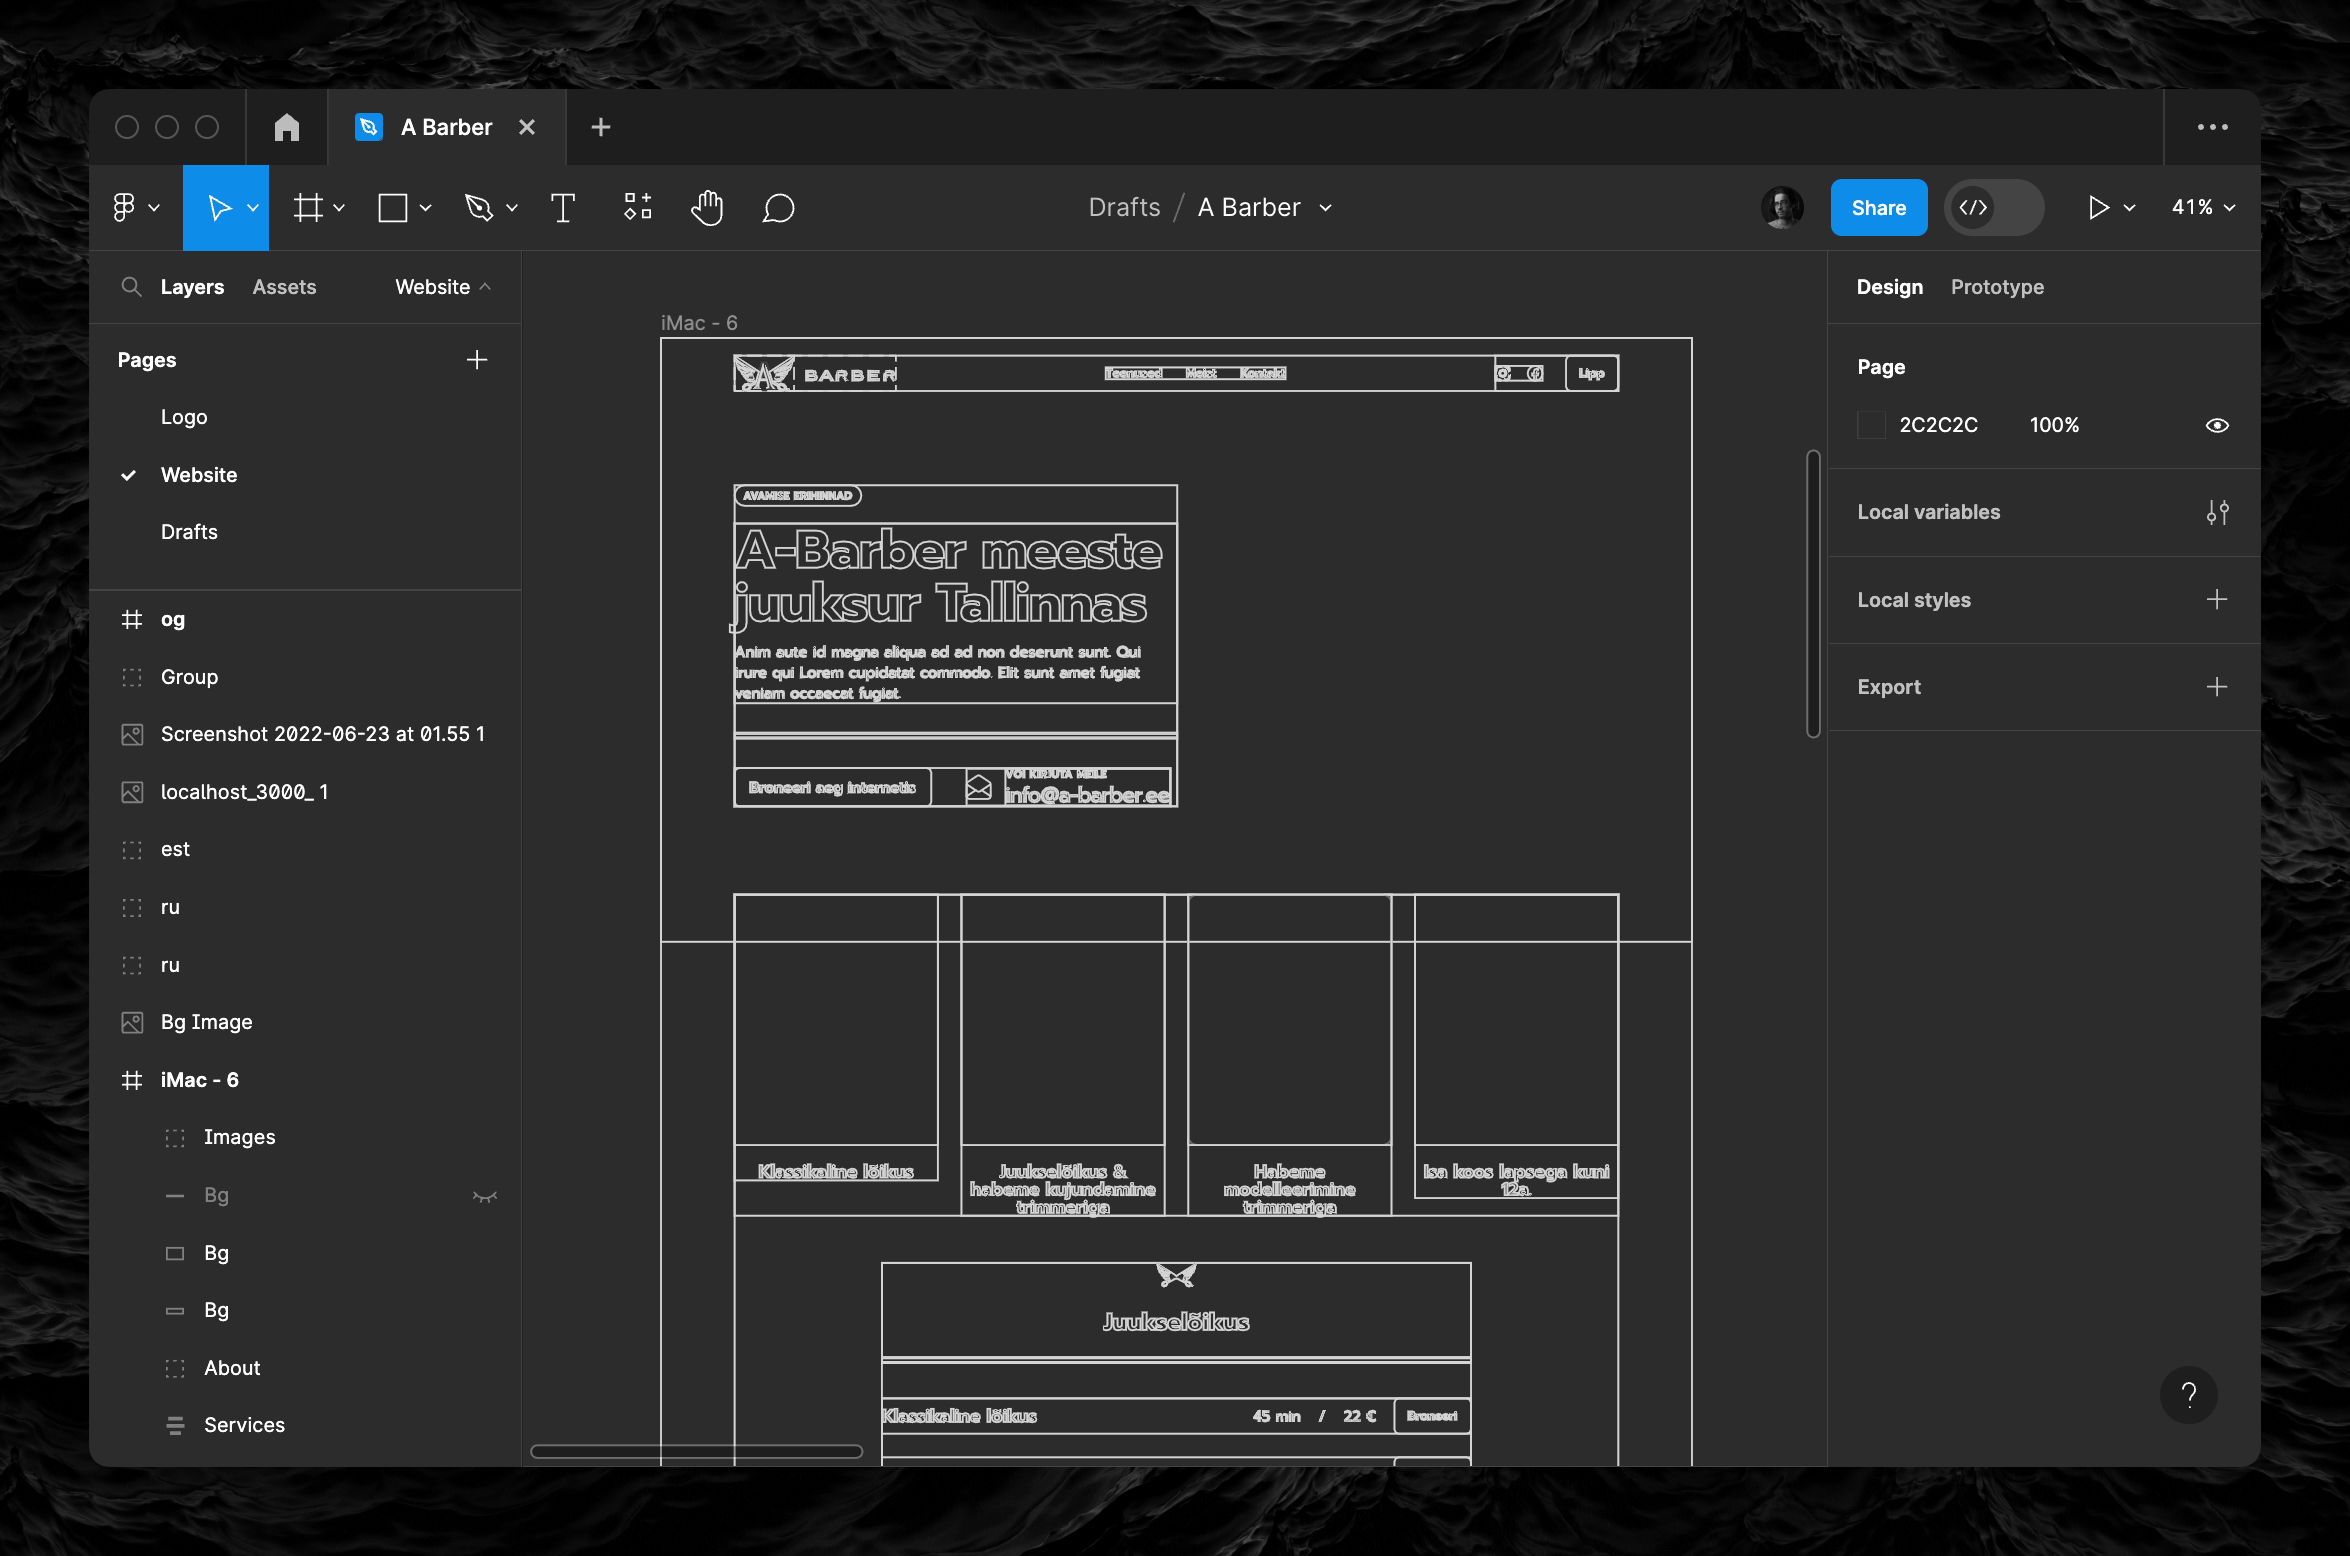 A Barber
Drafts / A Barber
Share
41%
Layers
Assets
Website
Pages
Logo
Website
Drafts
og
Group
Screenshot 2022-06-23 at 01.55 1
localhost_3000_ 1
est
ru
ru
Bg Image
iMac - 6
Images
Bg
Bg
Bg
About
Services
iMac - 6
BARBER
Teenused
Meist
Kontakt
Lipp
AVAMISE ERIHINNAD
A-Barber meeste
juuksur Tallinnas
Anim aute id magna aliqua ad ad non deserunt sunt. Qui
irure qui Lorem cupidatat commodo. Elit sunt amet fugiat
veniam occaecat fugiat.
Broneeri aeg internetis
VÕI KIRJUTA MEILE
info@a-barber.ee
Klassikaline lõikus
Juukselõikus &
habeme kujundamine
trimmeriga
Habeme
modelleerimine
trimmeriga
Isa koos lapsega kuni
12a.
Juukselõikus
Klassikaline lõikus
45 min / 22 €
Broneeri
Design
Prototype
Page
2C2C2C
100%
Local variables
Local styles
Export
?